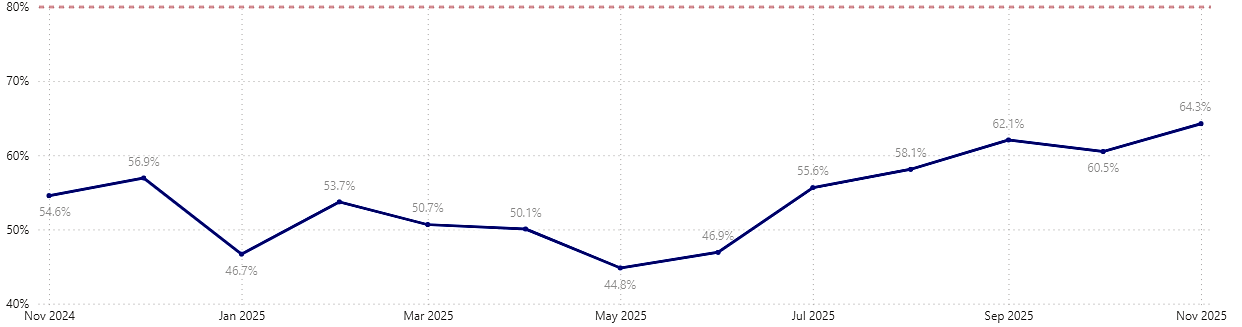 80%
70%
60%
50%
40%
54.6%
56.9%
46.7%
53.7%
50.7%
50.1%
44.8%
46.9%
55.6%
58.1%
62.1%
60.5%
64.3%
Nov 2024
Jan 2025
Mar 2025
May 2025
Jul 2025
Sep 2025
Nov 2025